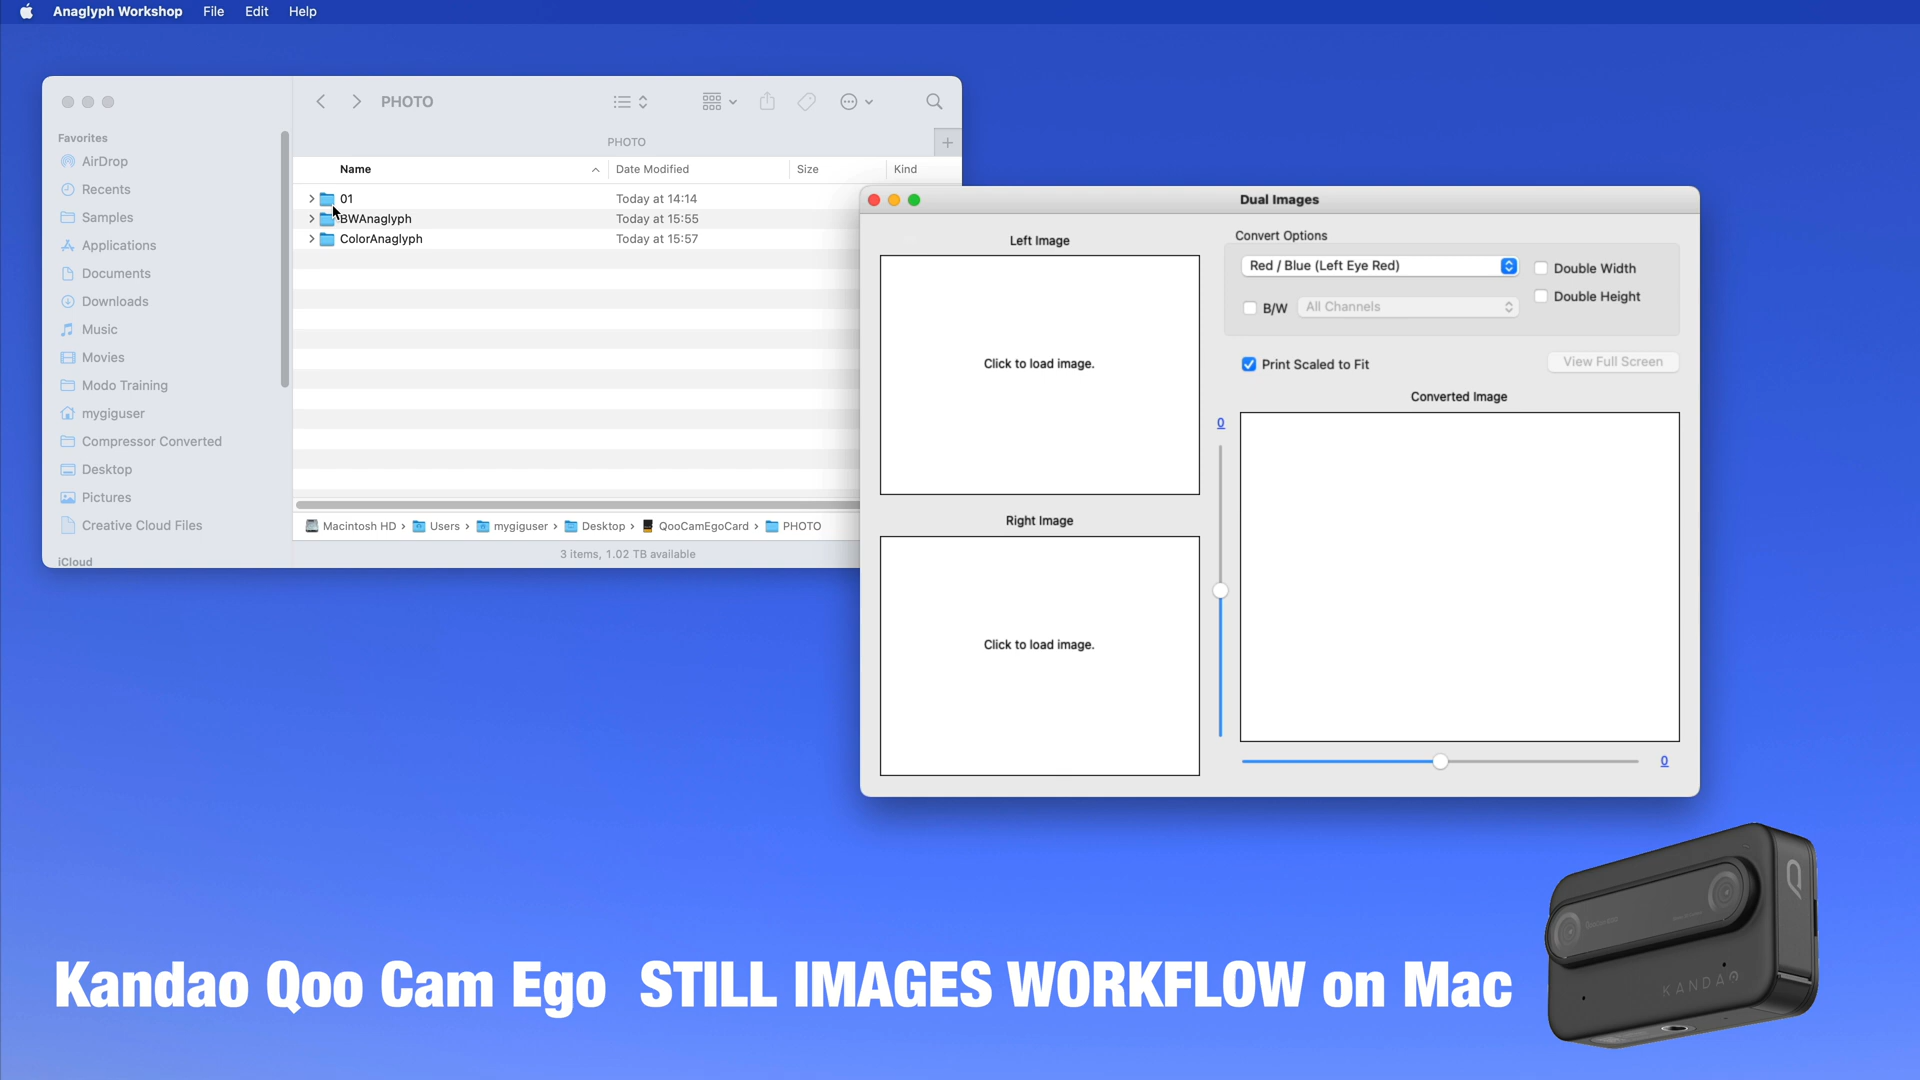 Anaglyph Workshop File Edit Help
PHOTO
PHOTO
Favorites
AirDrop
Recents
Samples
Applications
Documents
Downloads
Music
Movies
Modo Training
mygiguser
Compressor Converted
Desktop
Pictures
Creative Cloud Files
iCloud
Name Date Modified Size Kind
01 Today at 14:14
BWAnaglyph Today at 15:55
ColorAnaglyph Today at 15:57
Macintosh HD › Users › mygiguser › Desktop › QooCamEgoCard › PHOTO
3 items, 1.02 TB available
Dual Images
Left Image
Click to load image.
Right Image
Click to load image.
Convert Options
Red / Blue (Left Eye Red)
Double Width
B/W All Channels
Double Height
Print Scaled to Fit
View Full Screen
Converted Image
0
0
Kandao Qoo Cam Ego STILL IMAGES WORKFLOW on Mac
KANDAO